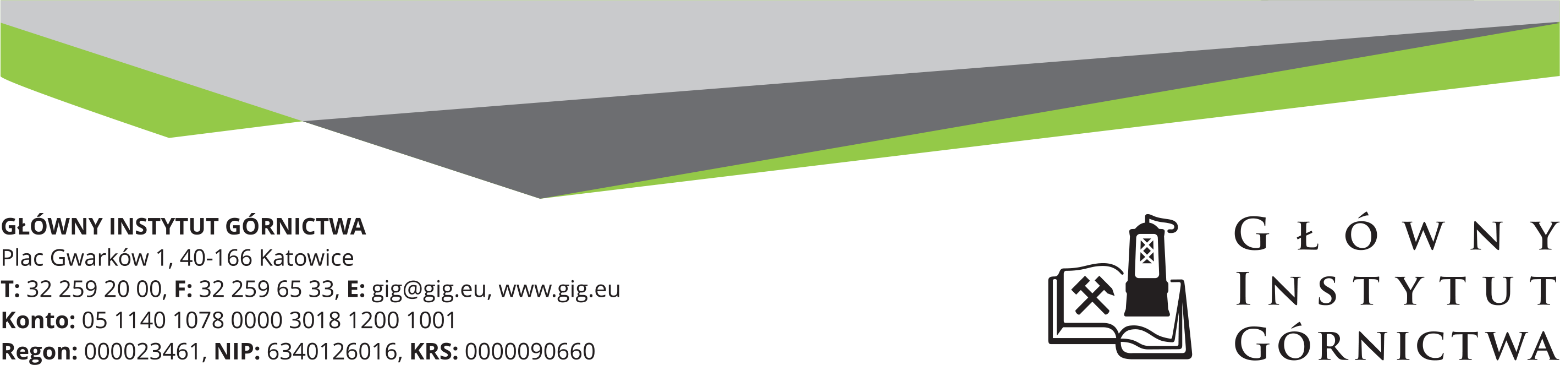 GŁÓWNY INSTYTUT GÓRNICTWA
Plac Gwarków 1, 40-166 Katowice
T: 32 259 20 00, F: 32 259 65 33, E: gig@gig.eu, www.gig.eu
Konto: 05 1140 1078 0000 3018 1200 1001
Regon: 000023461, NIP: 6340126016, KRS: 0000090660
GŁÓWNY
INSTYTUT
GÓRNICTWA